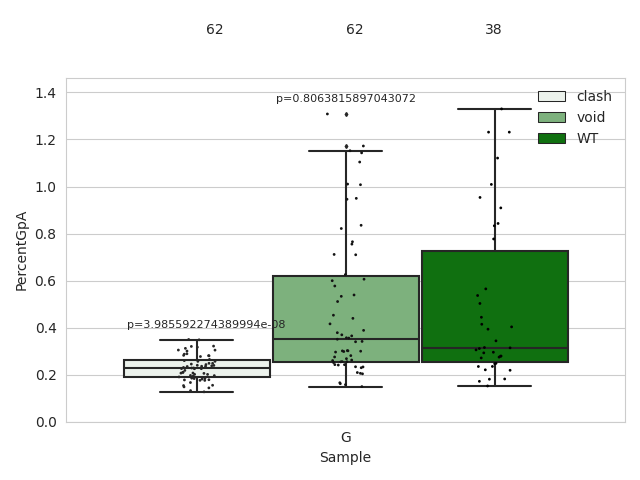 62 62 38
1.4
1.2
1.0
0.8
0.6
0.4
0.2
0.0
PercentGpA
p=0.8063815897043072
p=3.985592274389994e-08
clash
void
WT
G
Sample